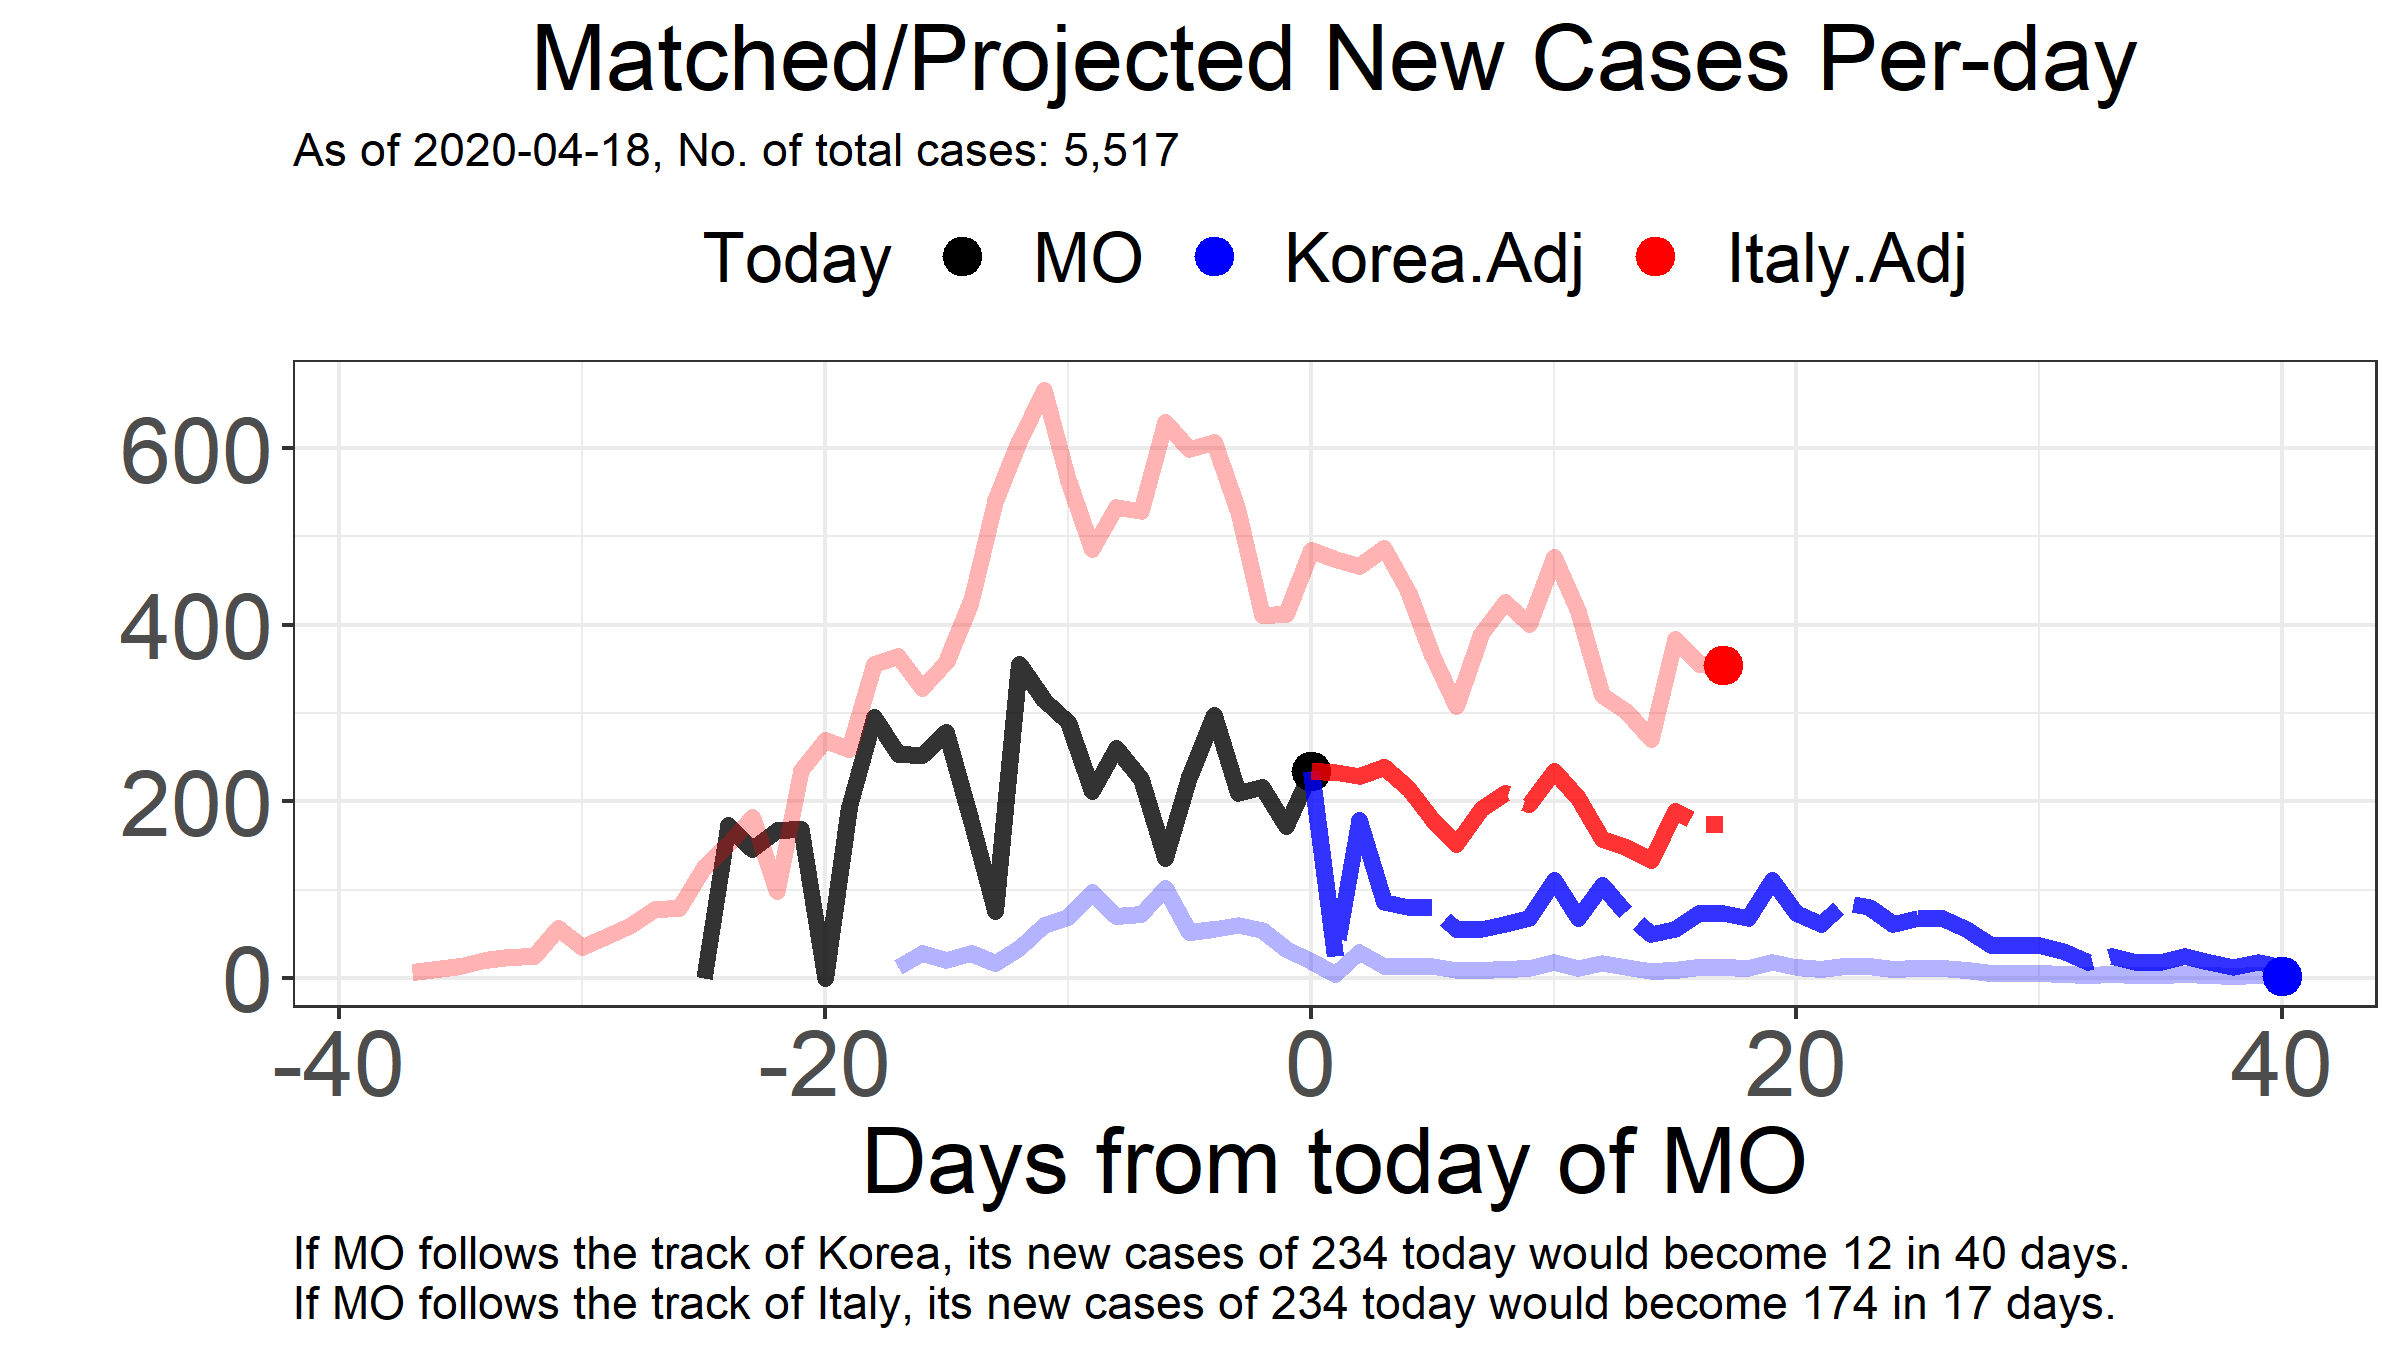 Matched/Projected New Cases Per-day
As of 2020-04-18, No. of total cases: 5,517
Today MO Korea.Adj Italy.Adj
600
400
200
0
-40 -20 0 20 40
Days from today of MO
If MO follows the track of Korea, its new cases of 234 today would become 12 in 40 days.
If MO follows the track of Italy, its new cases of 234 today would become 174 in 17 days.